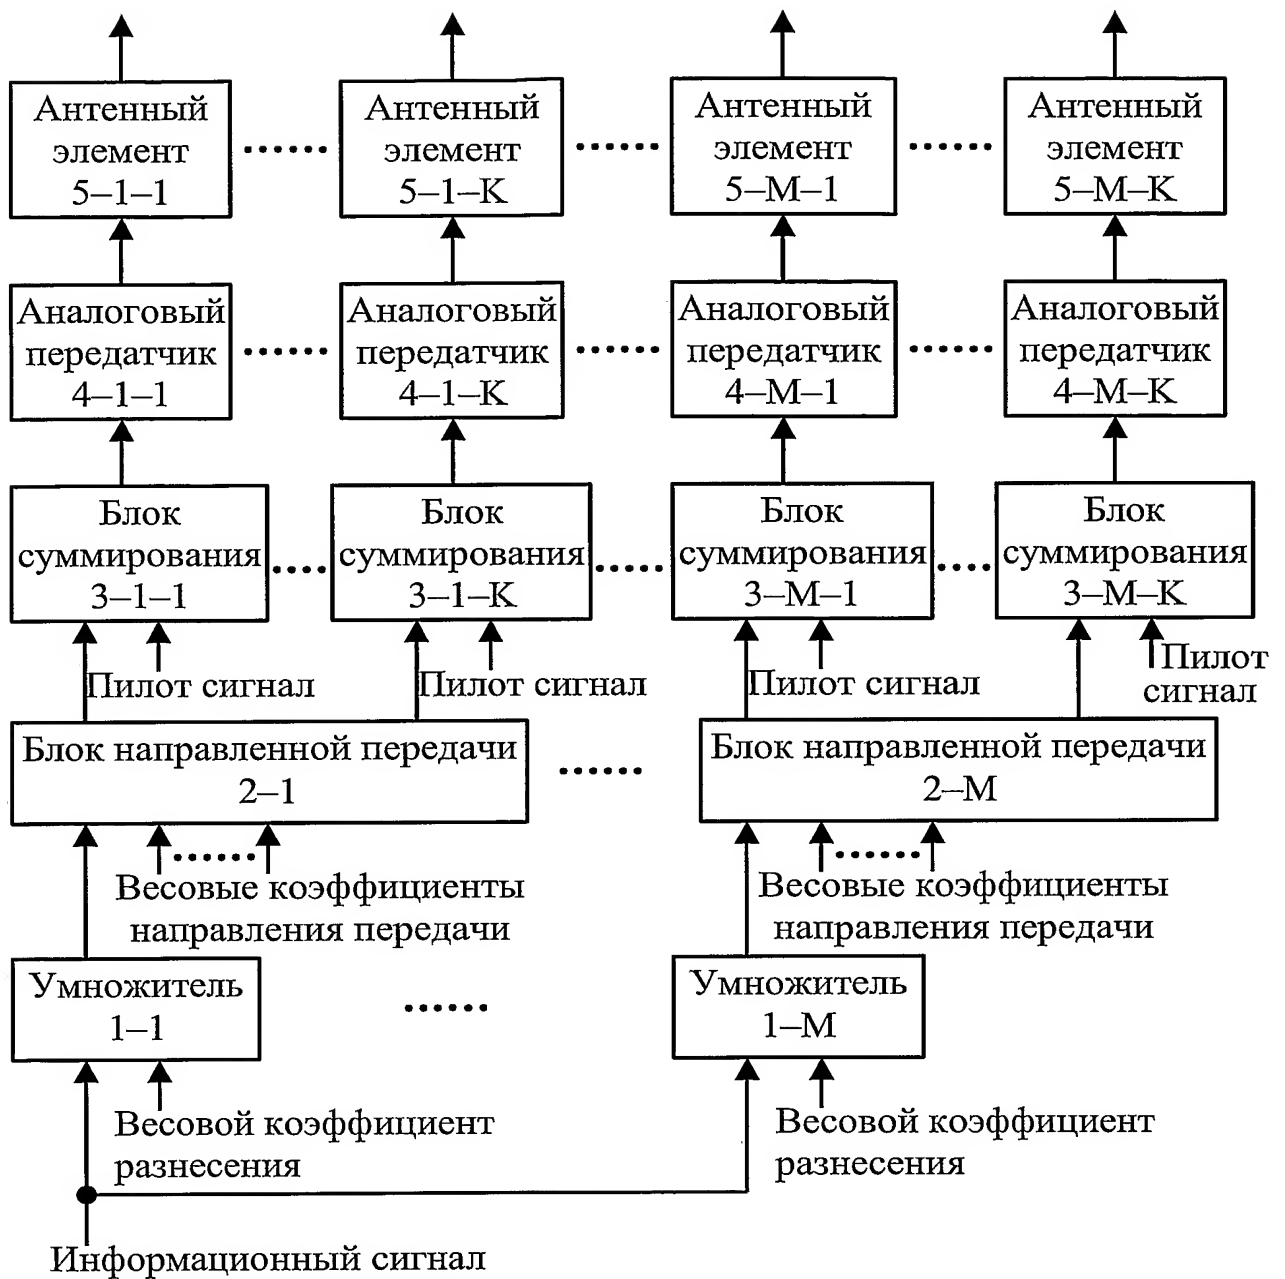 Антенный
элемент
5–1–1
Антенный
элемент
5–1–K
Антенный
элемент
5–M–1
Антенный
элемент
5–M–K
Аналоговый
передатчик
4–1–1
Аналоговый
передатчик
4–1–K
Аналоговый
передатчик
4–M–1
Аналоговый
передатчик
4–M–K
Блок
суммирования
3–1–1
Блок
суммирования
3–1–K
Блок
суммирования
3–M–1
Блок
суммирования
3–M–K
Пилот сигнал
Пилот сигнал
Пилот сигнал
Пилот
сигнал
Блок направленной передачи
2–1
Блок направленной передачи
2–M
Весовые коэффициенты
направления передачи
Весовые коэффициенты
направления передачи
Умножитель
1–1
Умножитель
1–M
Весовой коэффициент
разнесения
Весовой коэффициент
разнесения
Информационный сигнал